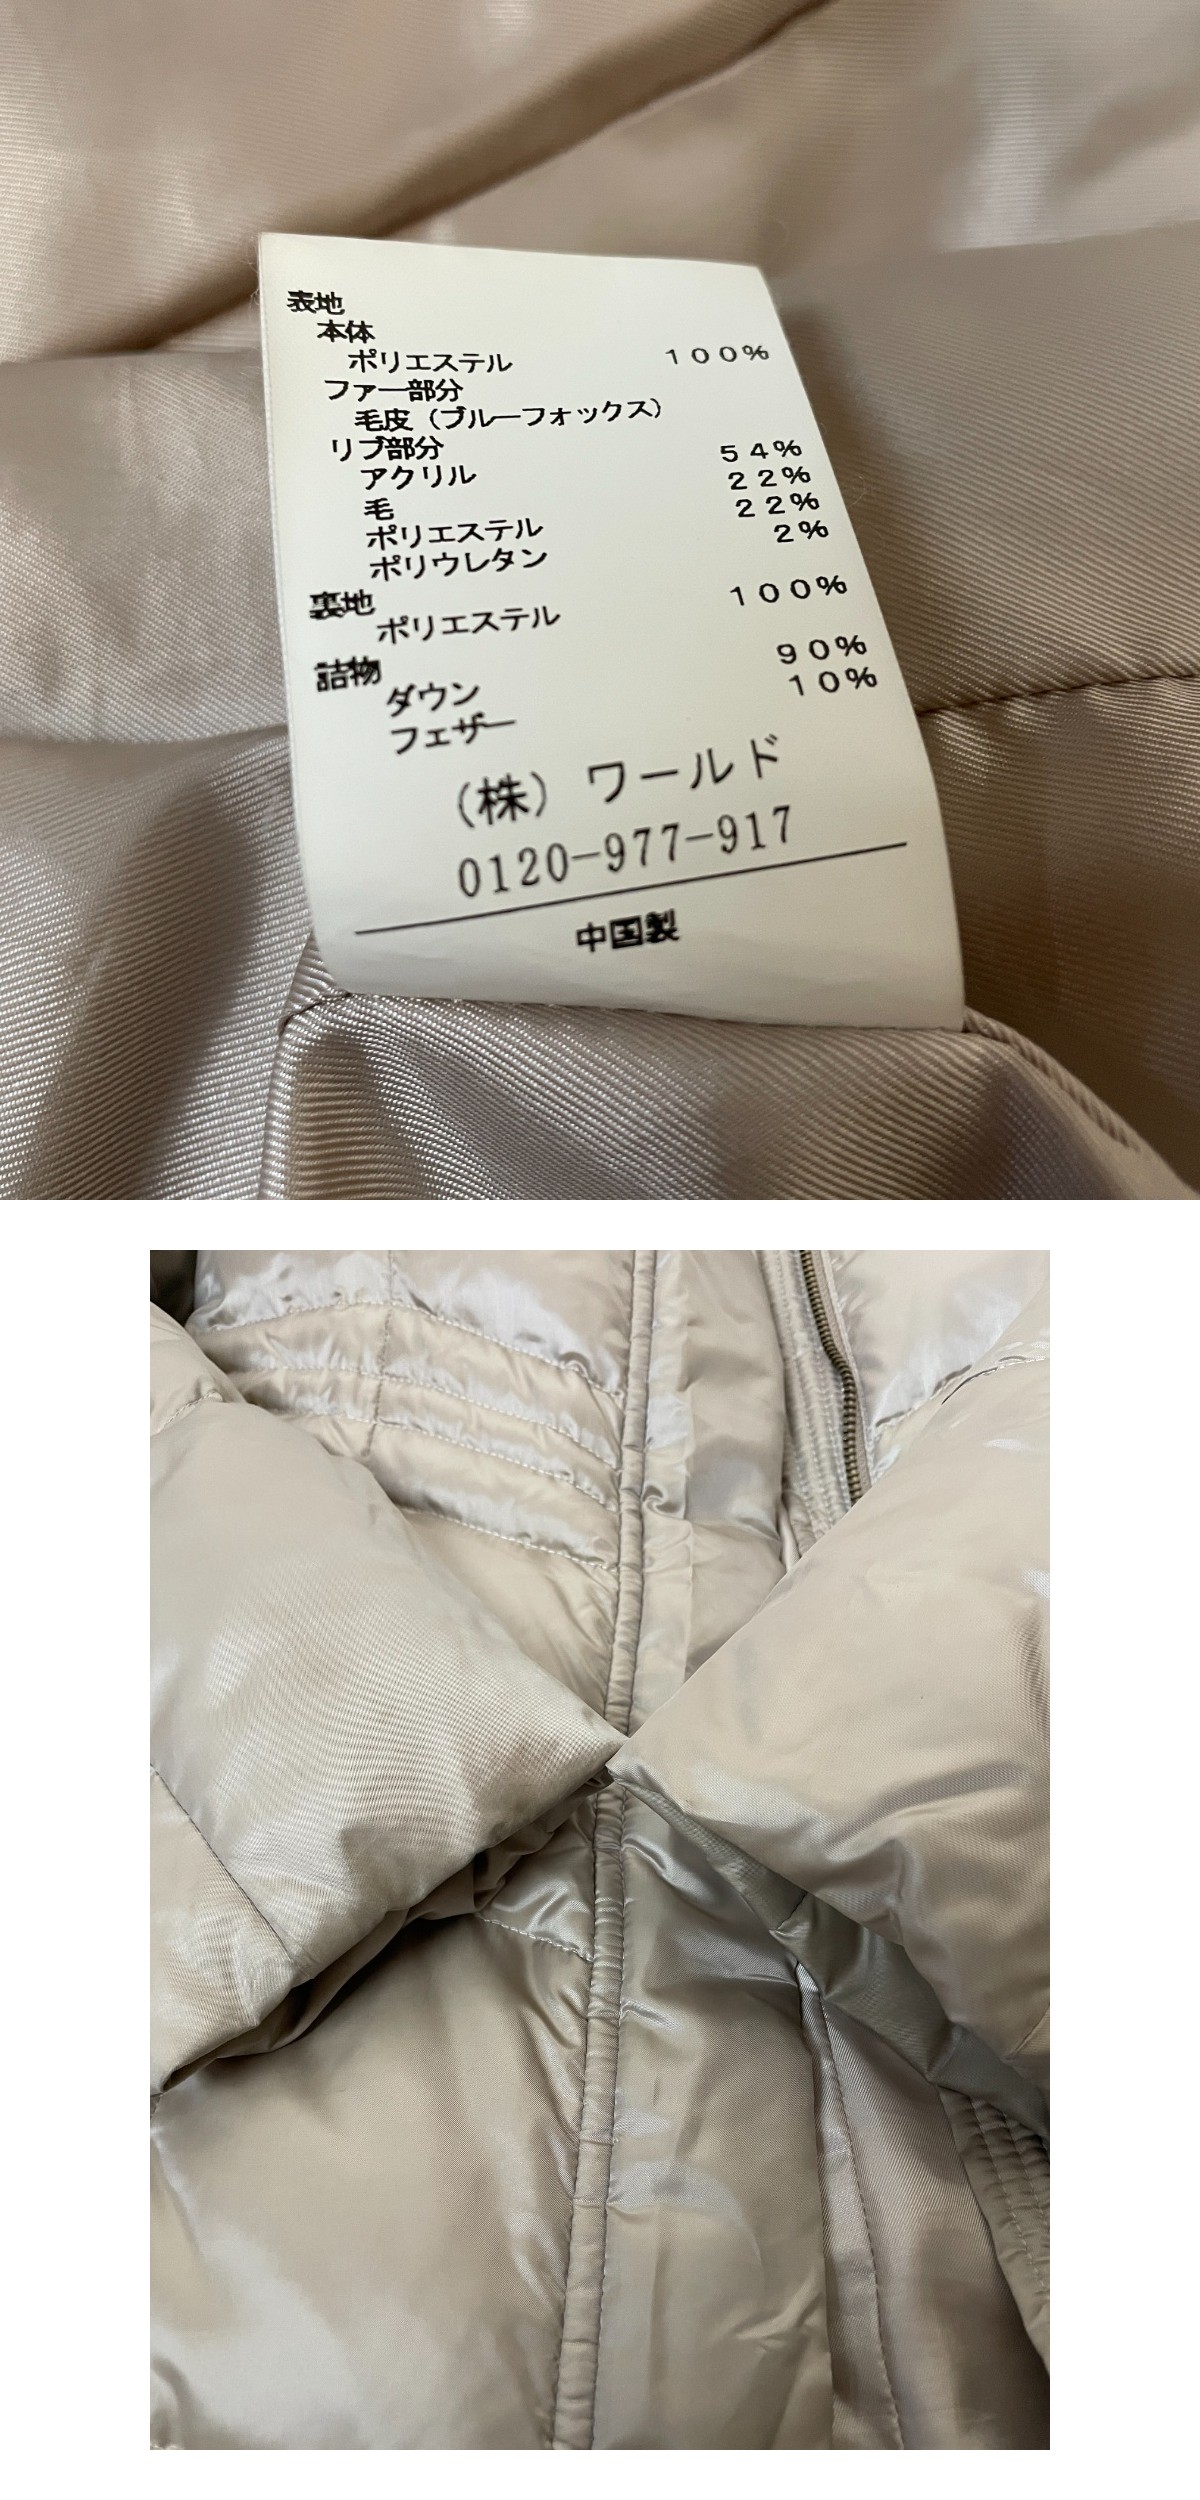 表地
本体
ポリエステル 100%
ファー部分
毛皮（ブルーフォックス）
リブ部分
アクリル 54%
毛 22%
ポリエステル 22%
ポリウレタン 2%
裏地
ポリエステル 100%
詰物
ダウン 90%
フェザー 10%
（株）ワールド
0120-977-917
中国製